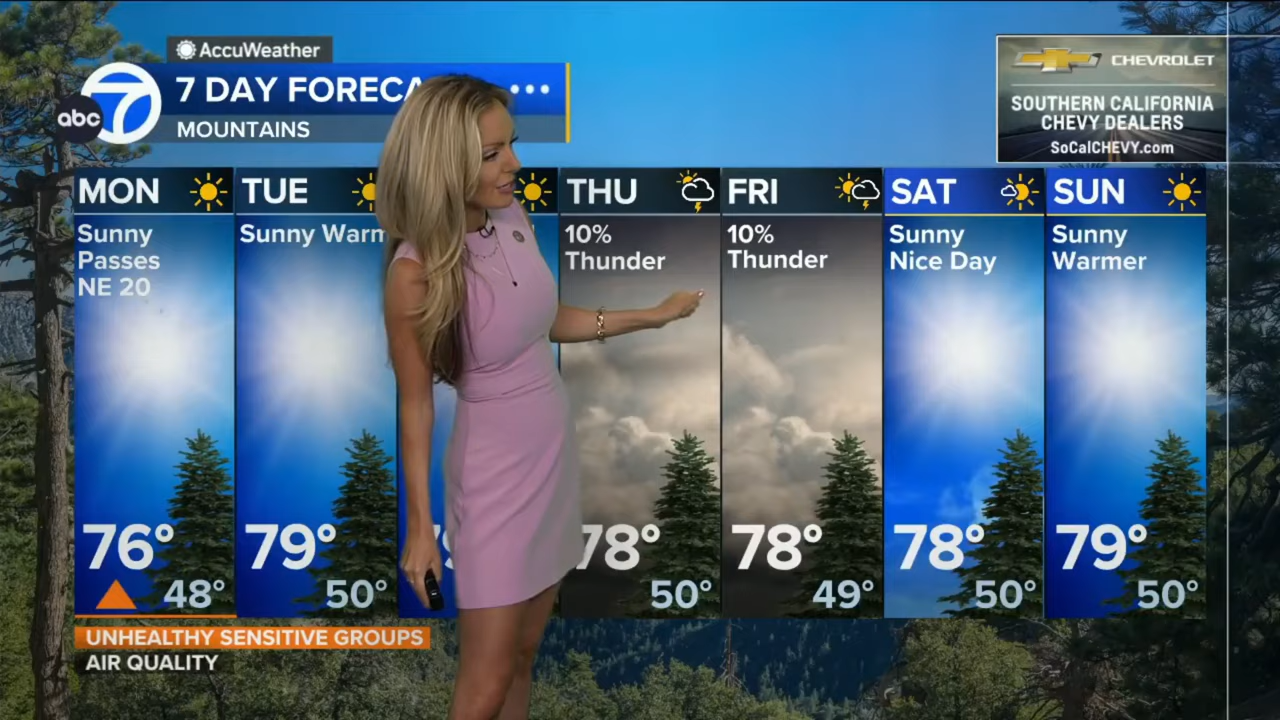 AccuWeather
abc 7
7 DAY FORECA
MOUNTAINS
CHEVROLET
SOUTHERN CALIFORNIA
CHEVY DEALERS
SoCalCHEVY.com
MON
TUE
THU
FRI
SAT
SUN
Sunny
Passes
NE 20
Sunny Warm
10%
Thunder
10%
Thunder
Sunny
Nice Day
Sunny
Warmer
76°
79°
78°
78°
78°
79°
48°
50°
50°
49°
50°
50°
UNHEALTHY SENSITIVE GROUPS
AIR QUALITY